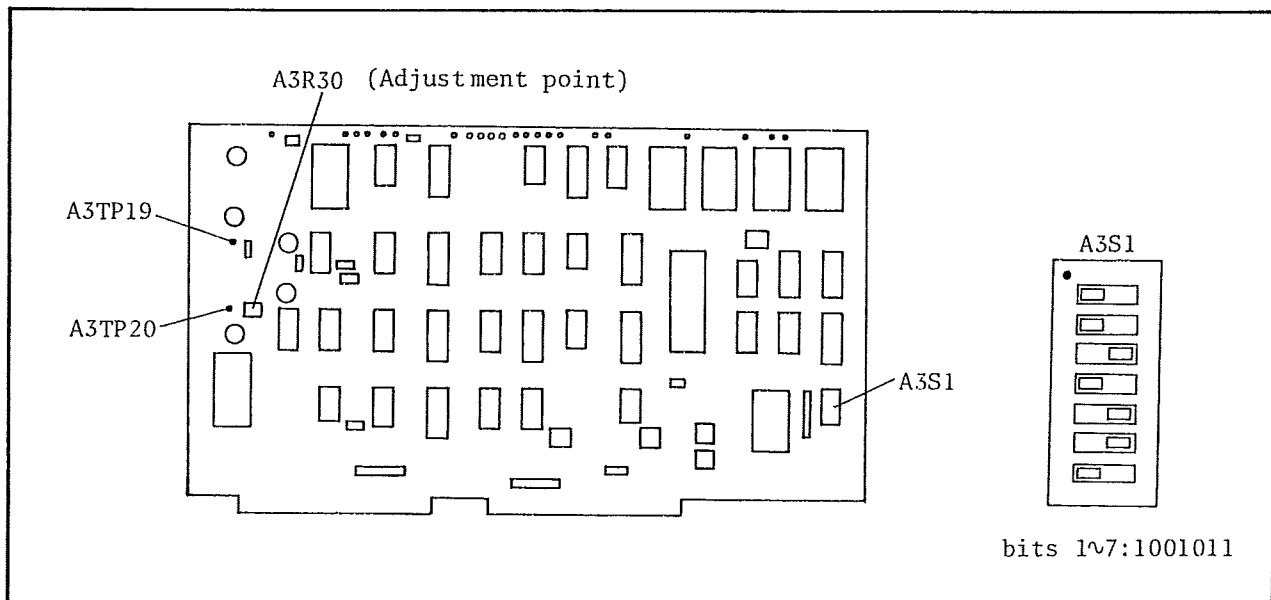 A3R30 (Adjustment point)
A3TP19
A3TP20
A3S1
A3S1
bits 1~7:1001011